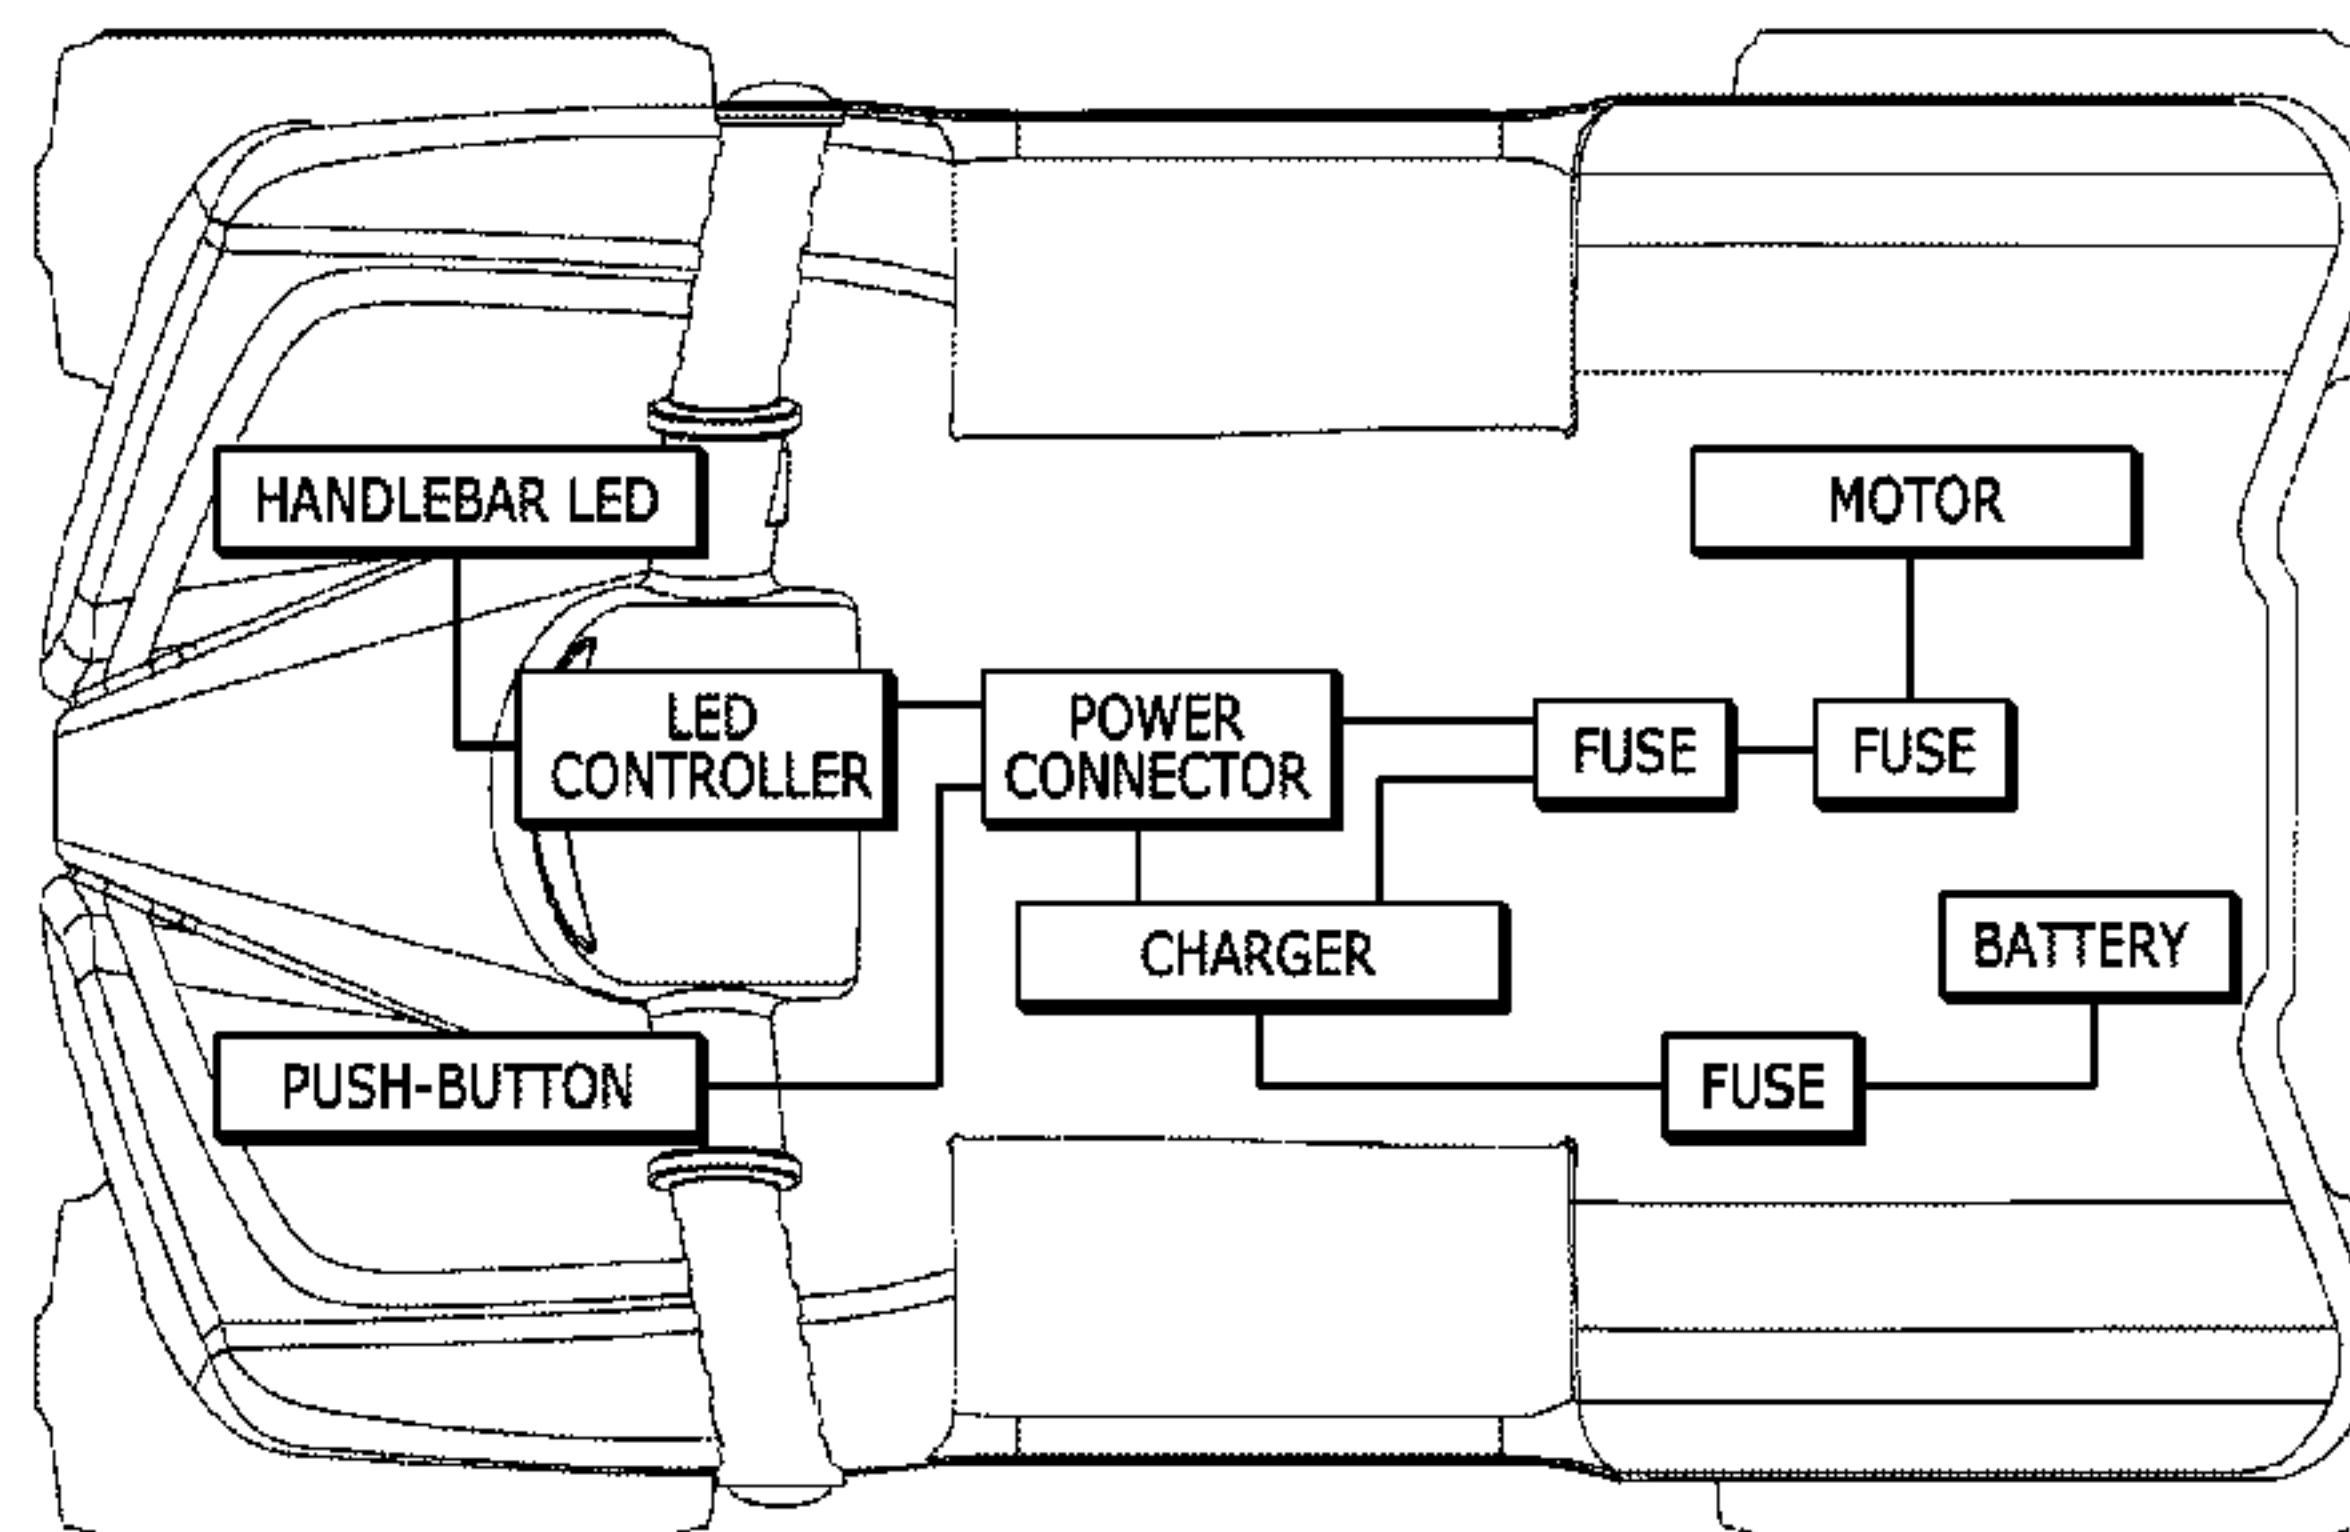 HANDLEBAR LED
MOTOR
LED
CONTROLLER
POWER
CONNECTOR
FUSE
FUSE
CHARGER
BATTERY
PUSH-BUTTON
FUSE